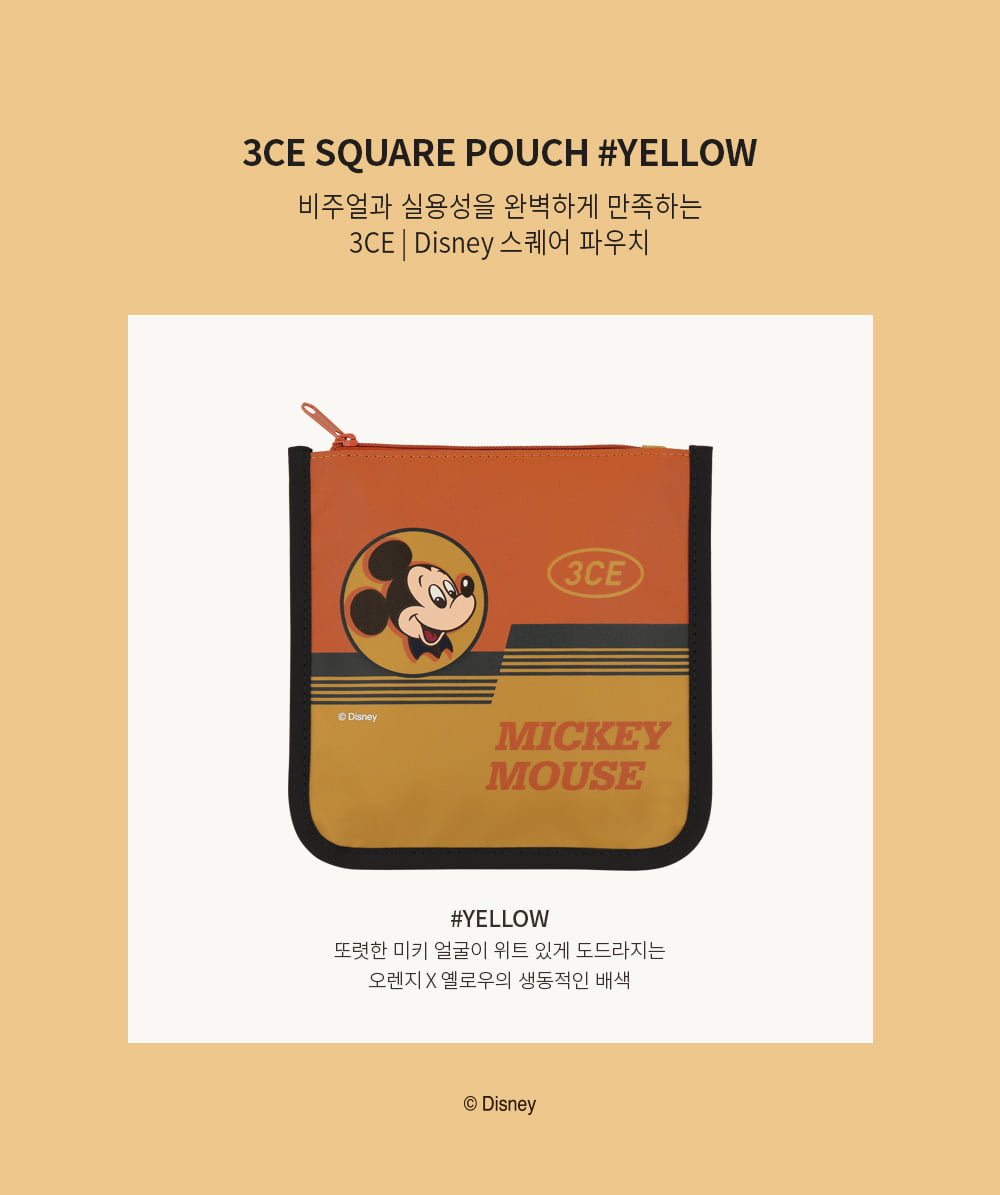 3CE SQUARE POUCH #YELLOW
비주얼과 실용성을 완벽하게 만족하는
3CE | Disney 스퀘어 파우치
3CE
© Disney
MICKEY
MOUSE
#YELLOW
또렷한 미키 얼굴이 위트 있게 도드라지는
오렌지 X 옐로우의 생동적인 배색
© Disney